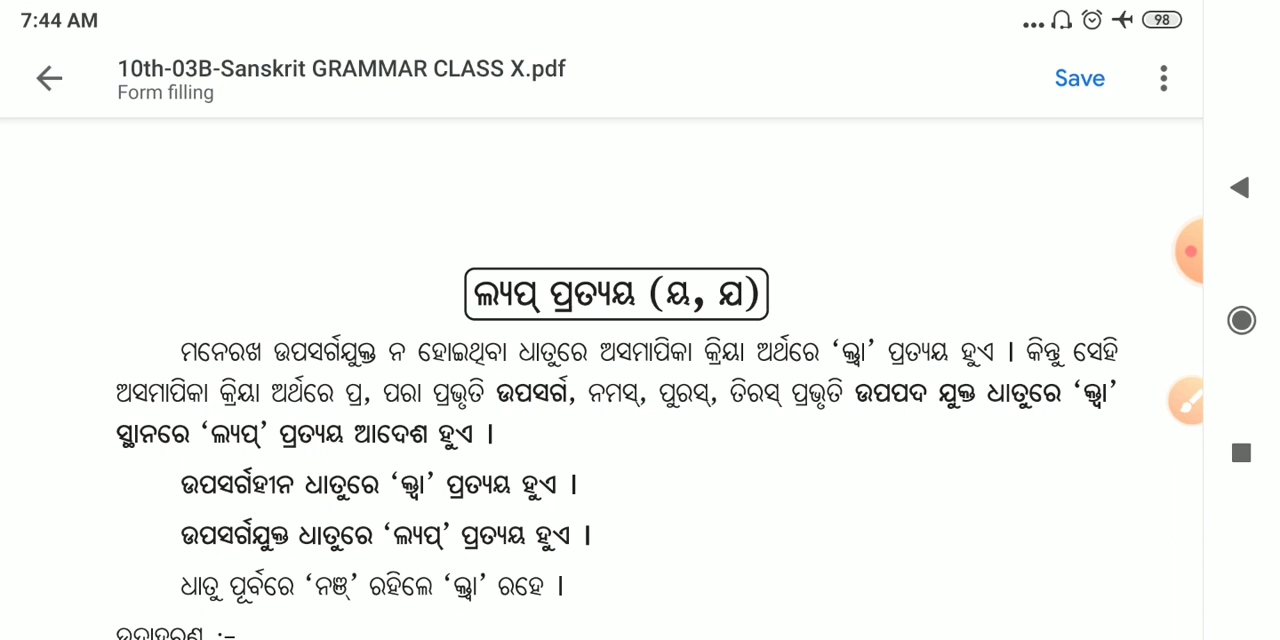 7:44 AM
98
10th-03B-Sanskrit GRAMMAR CLASS X.pdf
Form filling
Save
ଲ୍ୟପ୍ ପ୍ରତ୍ୟୟ (ୟ, ଯ)
ମନେରଖ ଉପସର୍ଗଯୁକ୍ତ ନ ହୋଇଥିବା ଧାତୁରେ ଅସମାପିକା କ୍ରିୟା ଅର୍ଥରେ ‘କ୍ତ୍ୱା’ ପ୍ରତ୍ୟୟ ହୁଏ । କିନ୍ତୁ ସେହି
ଅସମାପିକା କ୍ରିୟା ଅର୍ଥରେ ପ୍ର, ପରା ପ୍ରଭୃତି ଉପସର୍ଗ, ନମସ୍, ପୁରସ୍, ତିରସ୍ ପ୍ରଭୃତି ଉପପଦ ଯୁକ୍ତ ଧାତୁରେ ‘କ୍ତ୍ୱା’
ସ୍ଥାନରେ ‘ଲ୍ୟପ୍’ ପ୍ରତ୍ୟୟ ଆଦେଶ ହୁଏ ।
ଉପସର୍ଗହୀନ ଧାତୁରେ ‘କ୍ତ୍ୱା’ ପ୍ରତ୍ୟୟ ହୁଏ ।
ଉପସର୍ଗଯୁକ୍ତ ଧାତୁରେ ‘ଲ୍ୟପ୍’ ପ୍ରତ୍ୟୟ ହୁଏ ।
ଧାତୁ ପୂର୍ବରେ ‘ନଞ୍’ ରହିଲେ ‘କ୍ତ୍ୱା’ ରହେ ।
ଉଦାହରଣ :–